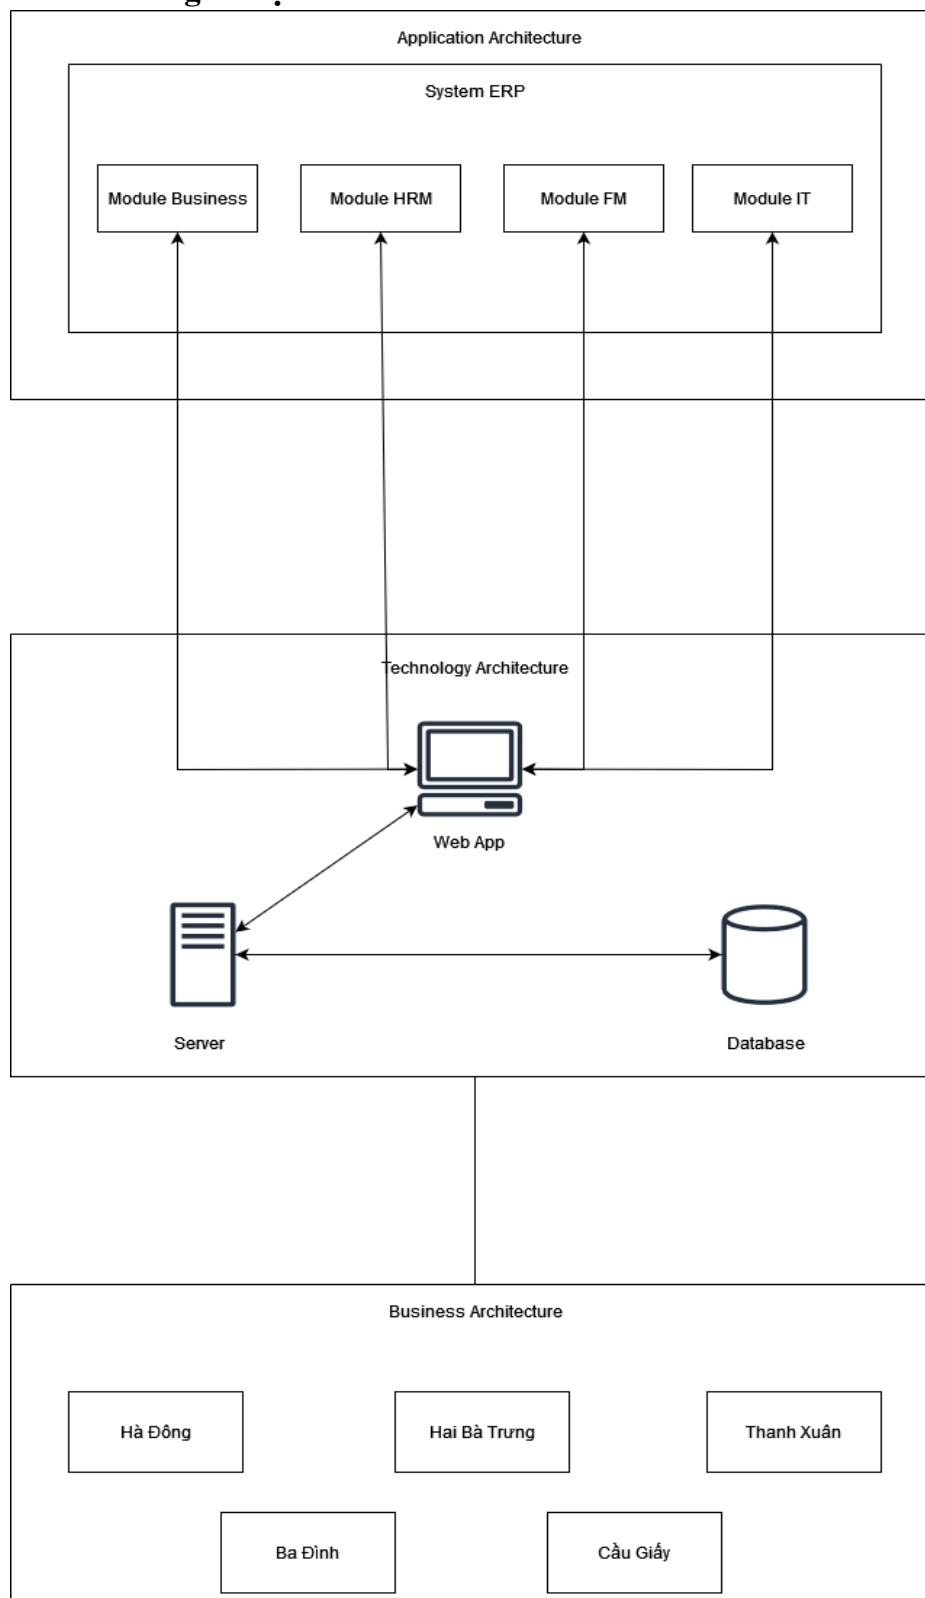 Application Architecture
System ERP
Module Business
Module HRM
Module FM
Module IT
Technology Architecture
Web App
Server
Database
Business Architecture
Hà Đông
Hai Bà Trưng
Thanh Xuân
Ba Đình
Cầu Giấy